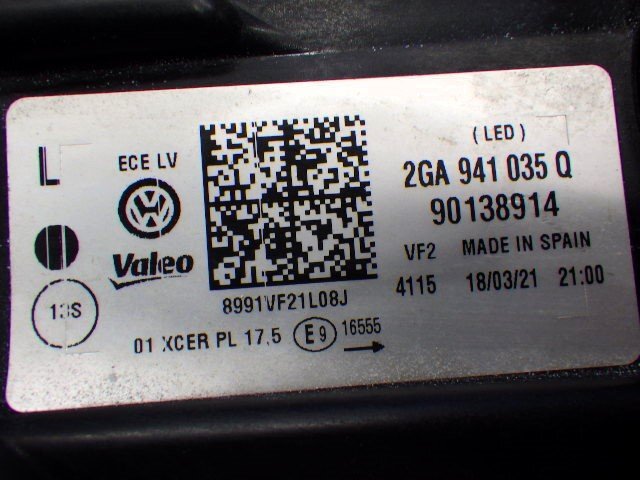 L
ECE LV
(LED)
2GA 941 035 Q
90138914
Valeo
VF2 MADE IN SPAIN
4115 18/03/21 21:00
8991VF21L08J
13S
01 XCER PL 17,5 E9 16555